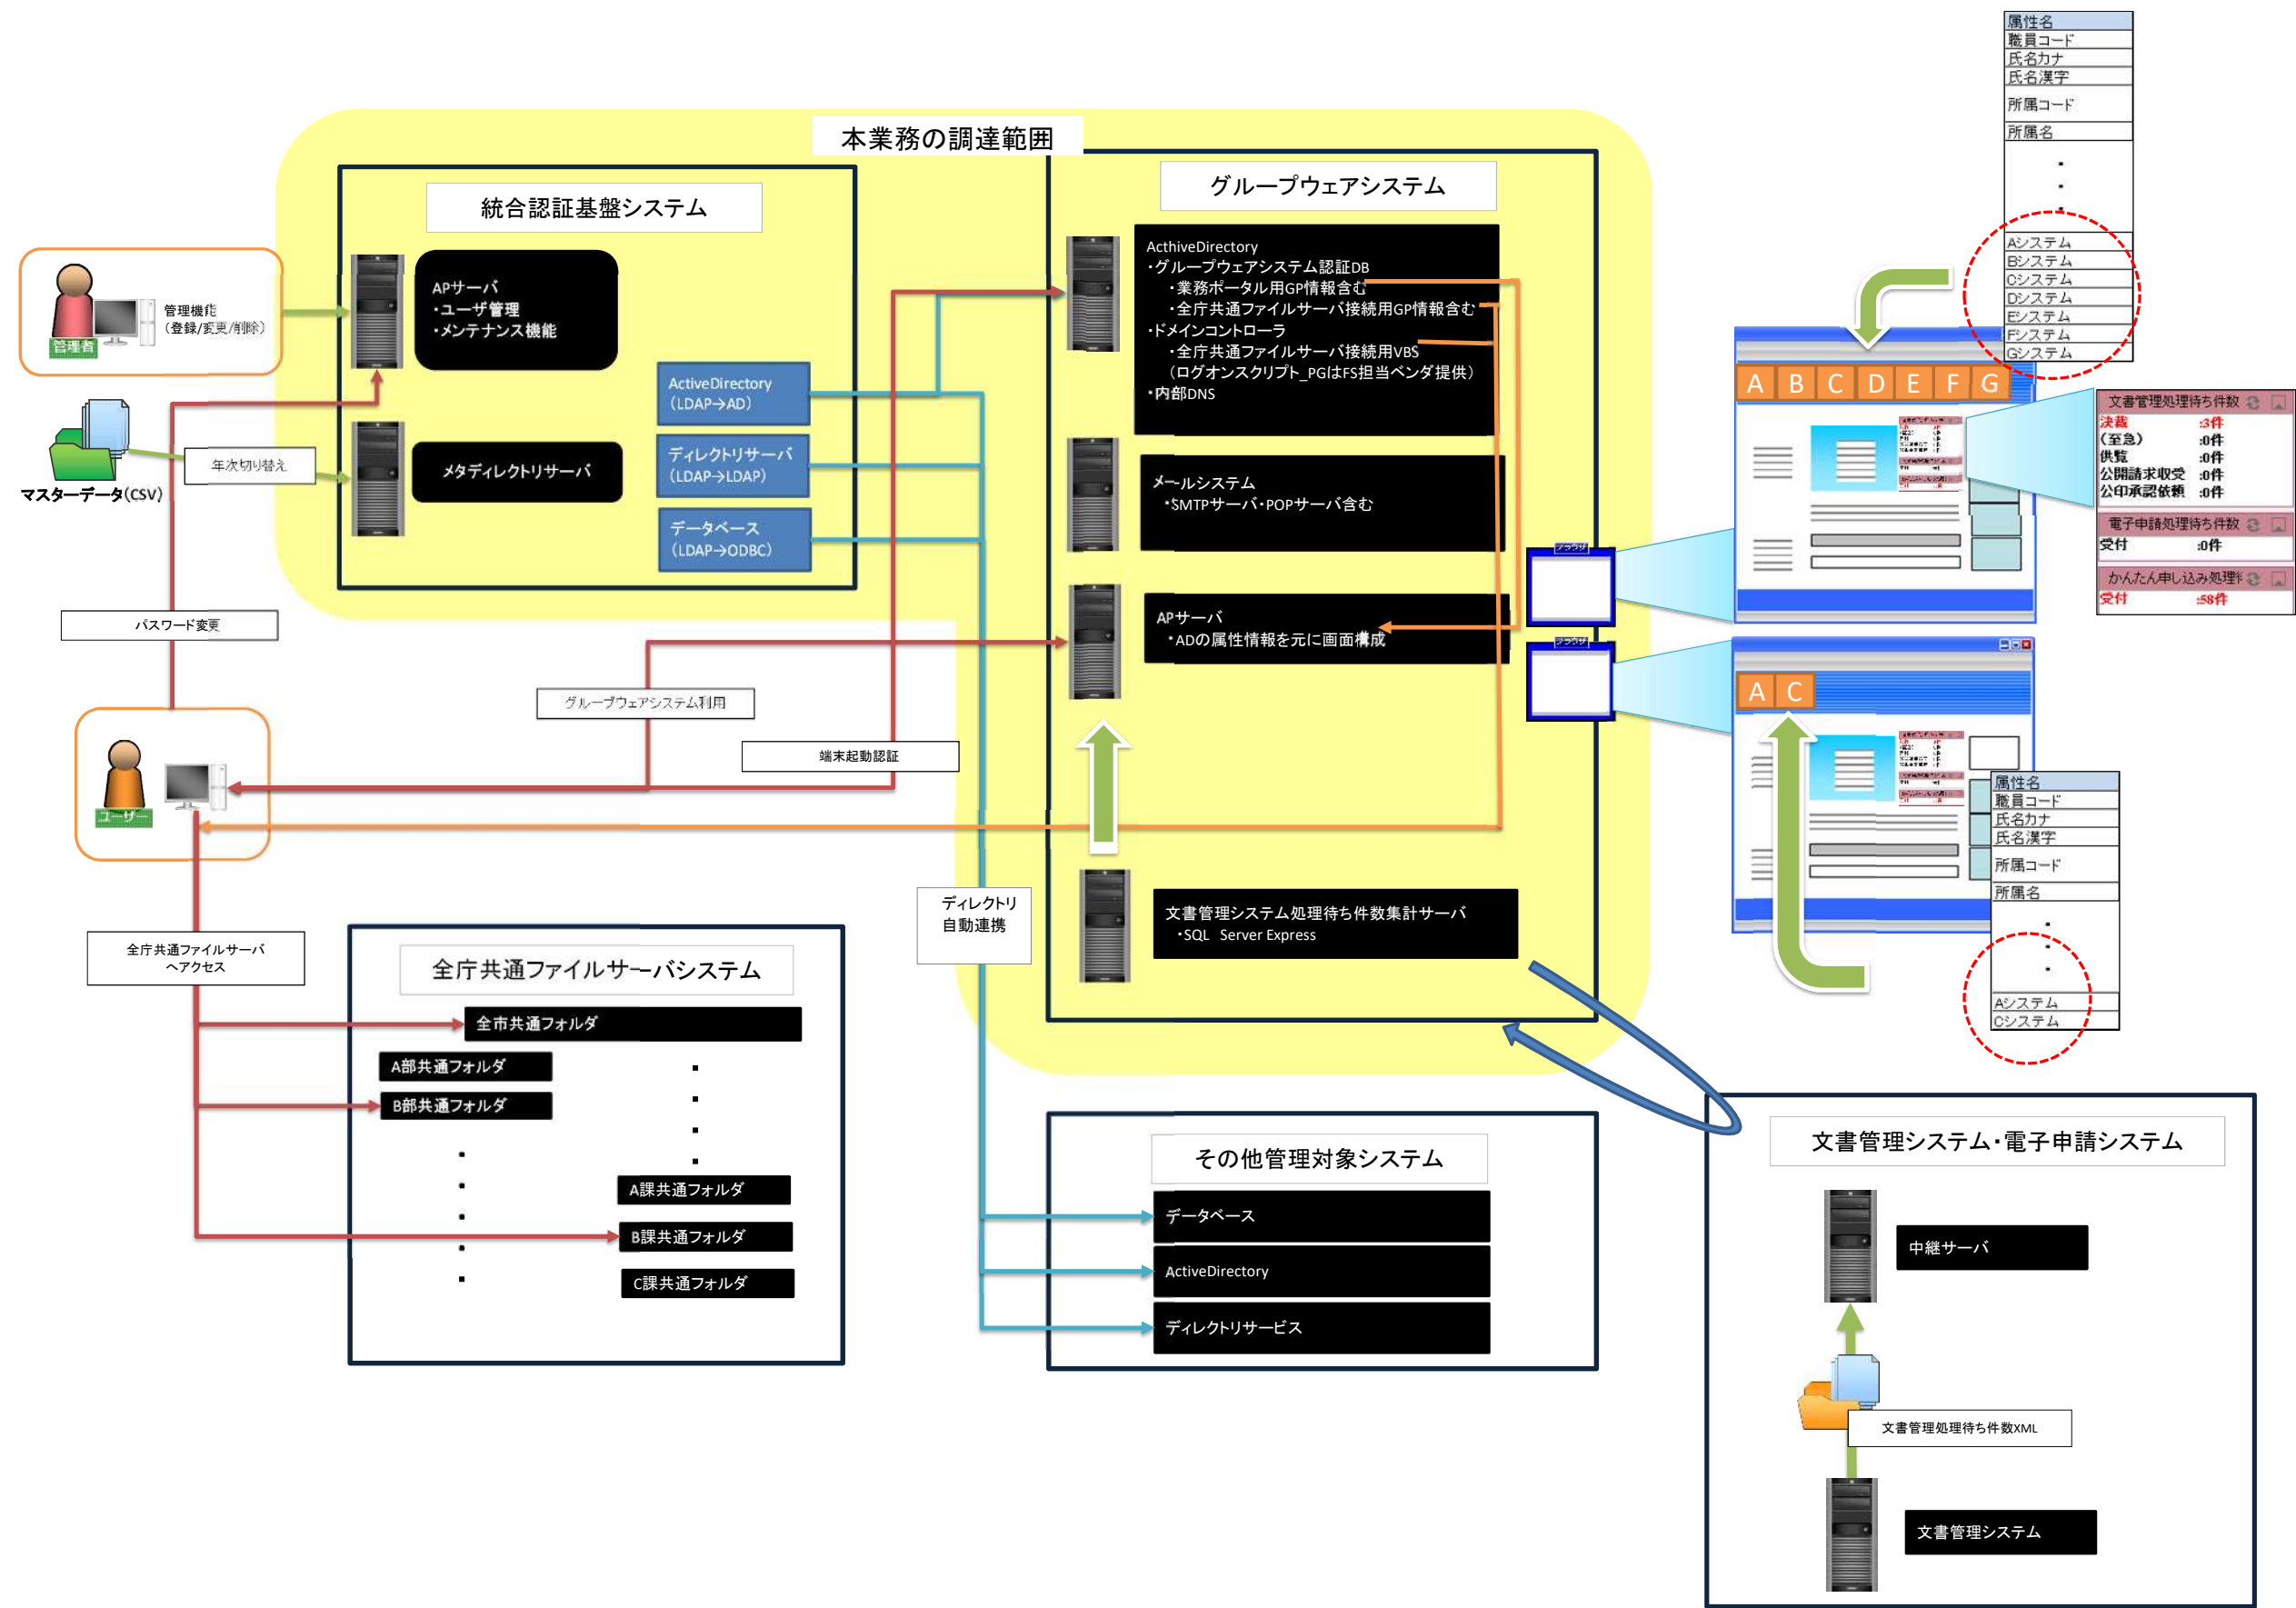 本業務の調達範囲
統合認証基盤システム
APサーバ
・ユーザ管理
・メンテナンス機能
メタディレクトリサーバ
ActiveDirectory
(LDAP→AD)
ディレクトリサーバ
(LDAP→LDAP)
データベース
(LDAP→ODBC)
管理者
管理機能
(登録/変更/削除)
マスターデータ(CSV)
年次切り替え
パスワード変更
ユーザー
グループウェアシステム利用
端末起動認証
全庁共通ファイルサーバ
へアクセス
ディレクトリ
自動連携
グループウェアシステム
ActhiveDirectory
・グループウェアシステム認証DB
・業務ポータル用GP情報含む
・全庁共通ファイルサーバ接続用GP情報含む
・ドメインコントローラ
・全庁共通ファイルサーバ接続用VBS
(ログオンスクリプト_PGはFS担当ベンダ提供)
・内部DNS
メールシステム
・SMTPサーバ・POPサーバ含む
APサーバ
・ADの属性情報を元に画面構成
文書管理システム処理待ち件数集計サーバ
・SQL Server Express
ブラウザ
ブラウザ
属性名
職員コード
氏名カナ
氏名漢字
所属コード
所属名
・
・
・
Aシステム
Bシステム
Cシステム
Dシステム
Eシステム
Fシステム
Gシステム
A B C D E F G
文書管理処理待ち件数
決裁 :3件
(至急) :0件
供覧 :0件
公開請求収受 :0件
公印承認依頼 :0件
電子申請処理待ち件数
受付 :0件
かんたん申し込み処理
受付 :58件
A C
属性名
職員コード
氏名カナ
氏名漢字
所属コード
所属名
・
・
・
Aシステム
Cシステム
全庁共通ファイルサーバシステム
全市共通フォルダ
A部共通フォルダ
B部共通フォルダ
A課共通フォルダ
B課共通フォルダ
C課共通フォルダ
その他管理対象システム
データベース
ActiveDirectory
ディレクトリサービス
文書管理システム・電子申請システム
中継サーバ
文書管理処理待ち件数XML
文書管理システム